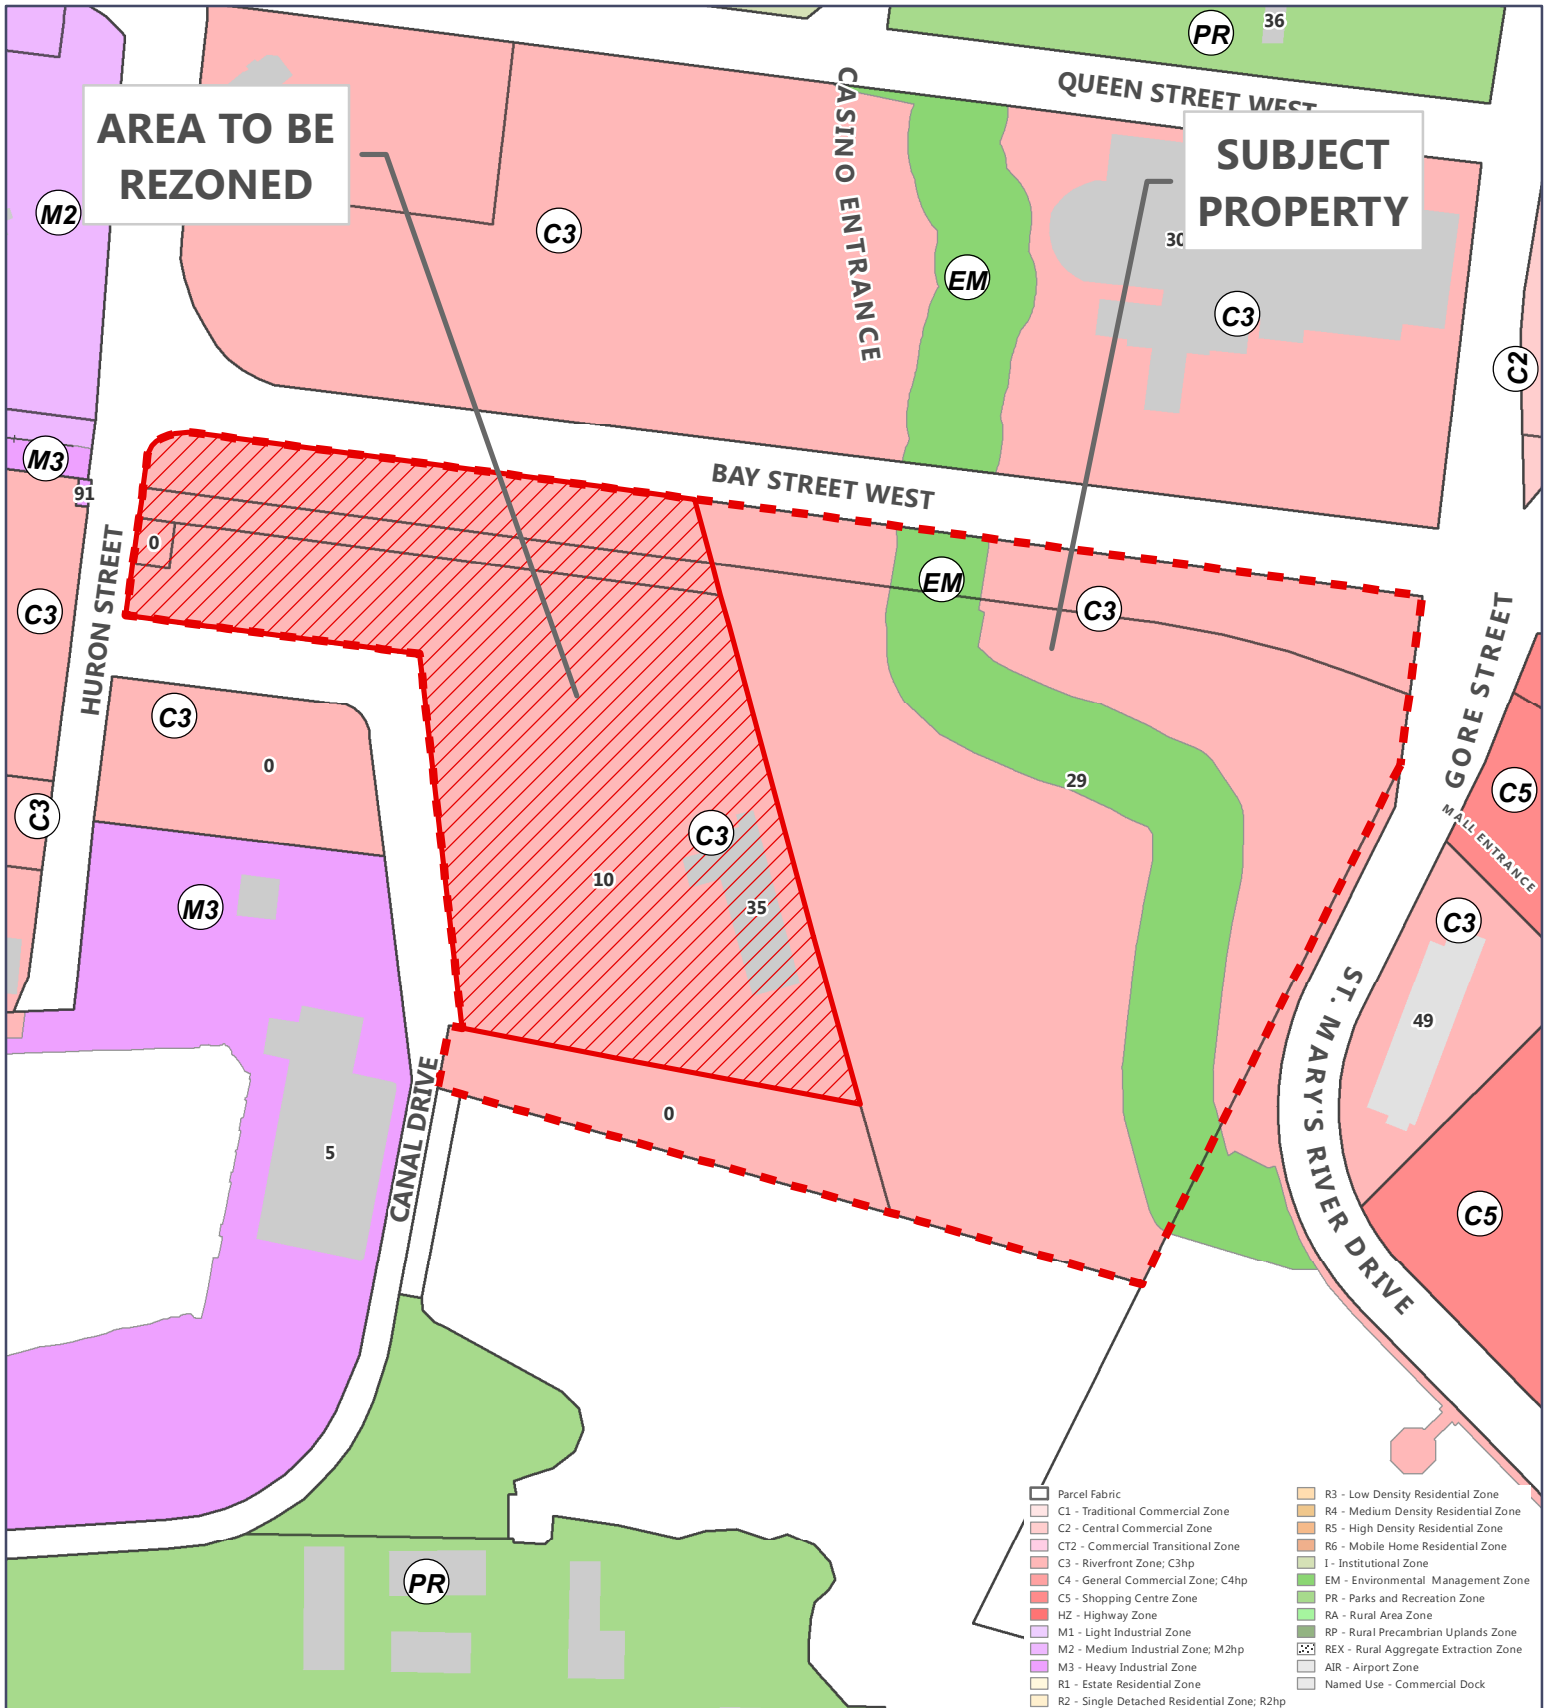 PR
36
QUEEN STREET WEST
AREA TO BE
REZONED
SUBJECT
PROPERTY
CASINO ENTRANCE
M2
C3
EM
30
C3
C2
M3
91
BAY STREET WEST
0
HURON STREET
C3
EM
C3
GORE STREET
C3
0
29
C3
C5
MALL ENTRANCE
C3
10
35
M3
C3
49
ST. MARY'S RIVER DRIVE
5
CANAL DRIVE
0
C5
PR
Parcel Fabric
C1 - Traditional Commercial Zone
C2 - Central Commercial Zone
CT2 - Commercial Transitional Zone
C3 - Riverfront Zone; C3hp
C4 - General Commercial Zone; C4hp
C5 - Shopping Centre Zone
HZ - Highway Zone
M1 - Light Industrial Zone
M2 - Medium Industrial Zone; M2hp
M3 - Heavy Industrial Zone
R1 - Estate Residential Zone
R2 - Single Detached Residential Zone; R2hp
R3 - Low Density Residential Zone
R4 - Medium Density Residential Zone
R5 - High Density Residential Zone
R6 - Mobile Home Residential Zone
I - Institutional Zone
EM - Environmental Management Zone
PR - Parks and Recreation Zone
RA - Rural Area Zone
RP - Rural Precambrian Uplands Zone
REX - Rural Aggregate Extraction Zone
AIR - Airport Zone
Named Use - Commercial Dock